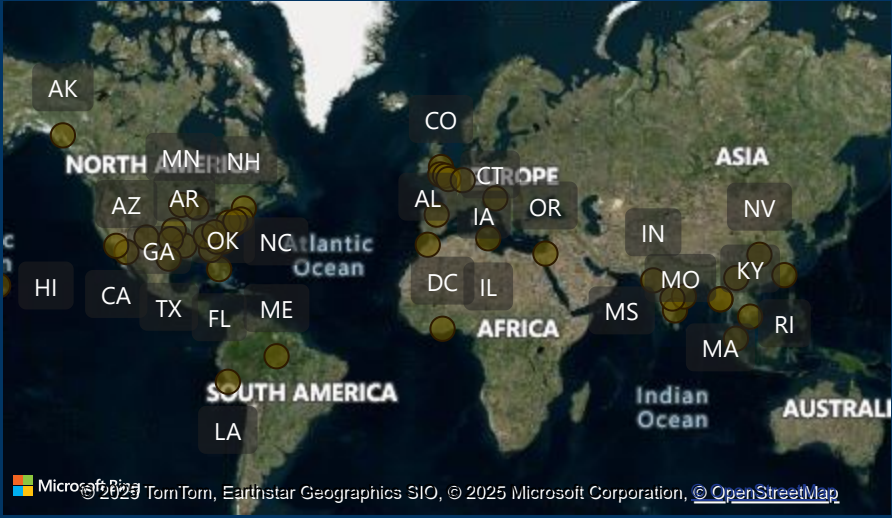 AK
CO
NORTH AMERICA
MN
NH
ASIA
CT
EUROPE
AZ
AR
AL
IA
OR
NV
IN
GA
OK
NC
Atlantic
Ocean
HI
CA
TX
FL
ME
DC
IL
MS
MO
KY
RI
MA
AFRICA
SOUTH AMERICA
LA
Indian
Ocean
AUSTRALI
Microsoft Bing
© 2025 TomTom, Earthstar Geographics SIO, © 2025 Microsoft Corporation, © OpenStreetMap